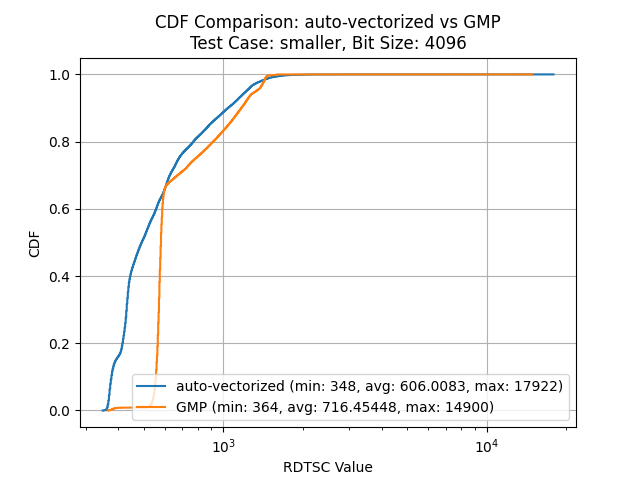 CDF Comparison: auto-vectorized vs GMP
Test Case: smaller, Bit Size: 4096
1.0
0.8
0.6
0.4
0.2
0.0
CDF
auto-vectorized (min: 348, avg: 606.0083, max: 17922)
GMP (min: 364, avg: 716.45448, max: 14900)
10³
10⁴
RDTSC Value